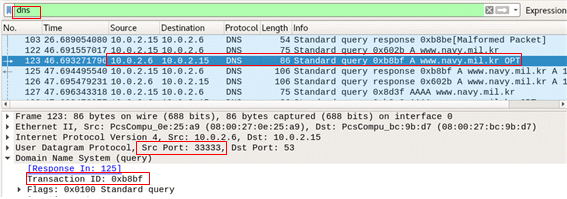 dns
Expression
No. Time Source Destination Protocol Length Info
103 26.689054080 10.0.2.15 10.0.2.6 DNS 54 Standard query response 0xb8be[Malformed Packet]
122 46.691557017 10.0.2.15 10.0.2.6 DNS 75 Standard query 0x602b A www.navy.mil.kr
123 46.693271796 10.0.2.6 10.0.2.15 DNS 86 Standard query 0xb8bf A www.navy.mil.kr OPT
125 47.694495540 10.0.2.15 10.0.2.6 DNS 106 Standard query response 0xb8bf A www.navy.mil.kr A 1
126 47.695479231 10.0.2.6 10.0.2.15 DNS 106 Standard query response 0x602b A www.navy.mil.kr A 1
127 47.696343318 10.0.2.15 10.0.2.6 DNS 75 Standard query 0x8d3f AAAA www.navy.mil.kr
Frame 123: 86 bytes on wire (688 bits), 86 bytes captured (688 bits) on interface 0
Ethernet II, Src: PcsCompu_0e:25:a9 (08:00:27:0e:25:a9), Dst: PcsCompu_bc:9b:d7 (08:00:27:bc:9b:d7)
Internet Protocol Version 4, Src: 10.0.2.6, Dst: 10.0.2.15
User Datagram Protocol, Src Port: 33333, Dst Port: 53
Domain Name System (query)
[Response In: 125]
Transaction ID: 0xb8bf
Flags: 0x0100 Standard query